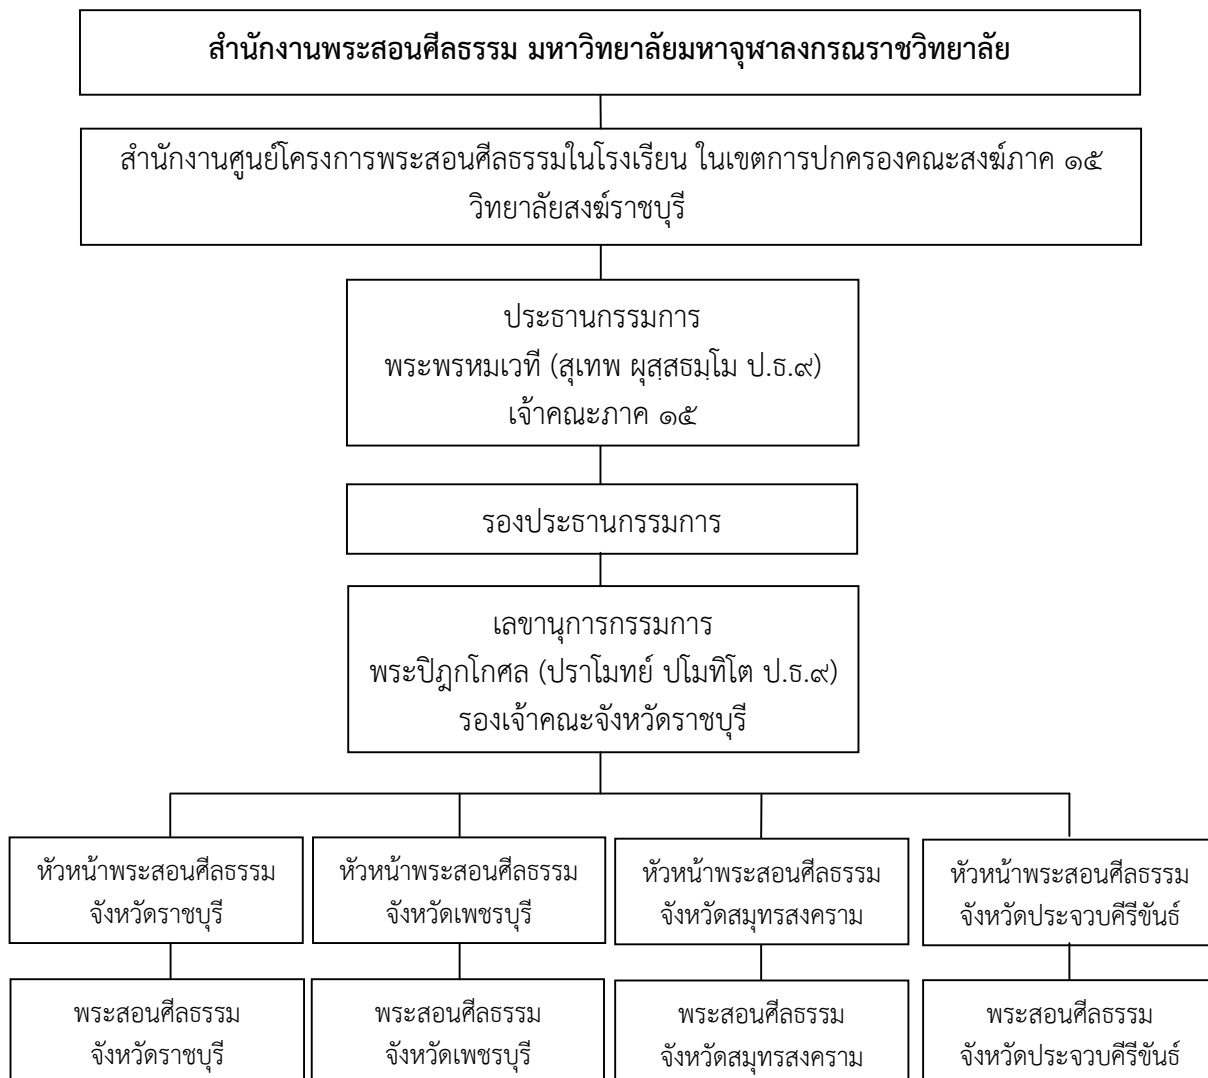 สำนักงานพระสอนศีลธรรม มหาวิทยาลัยมหาจุฬาลงกรณราชวิทยาลัย
สำนักงานศูนย์โครงการพระสอนศีลธรรมในโรงเรียน ในเขตการปกครองคณะสงฆ์ภาค ๑๕
วิทยาลัยสงฆ์ราชบุรี
ประธานกรรมการ
พระพรหมเวที (สุเทพ ผุสฺสธมฺโม ป.ธ.๙)
เจ้าคณะภาค ๑๕
รองประธานกรรมการ
เลขานุการกรรมการ
พระปิฎกโกศล (ปราโมทย์ ปโมทิโต ป.ธ.๙)
รองเจ้าคณะจังหวัดราชบุรี
หัวหน้าพระสอนศีลธรรม
จังหวัดราชบุรี
หัวหน้าพระสอนศีลธรรม
จังหวัดเพชรบุรี
หัวหน้าพระสอนศีลธรรม
จังหวัดสมุทรสงคราม
หัวหน้าพระสอนศีลธรรม
จังหวัดประจวบคีรีขันธ์
พระสอนศีลธรรม
จังหวัดราชบุรี
พระสอนศีลธรรม
จังหวัดเพชรบุรี
พระสอนศีลธรรม
จังหวัดสมุทรสงคราม
พระสอนศีลธรรม
จังหวัดประจวบคีรีขันธ์